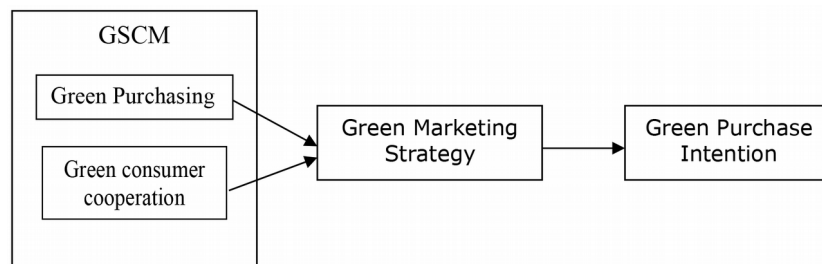 GSCM
Green Purchasing
Green consumer
cooperation
Green Marketing
Strategy
Green Purchase
Intention